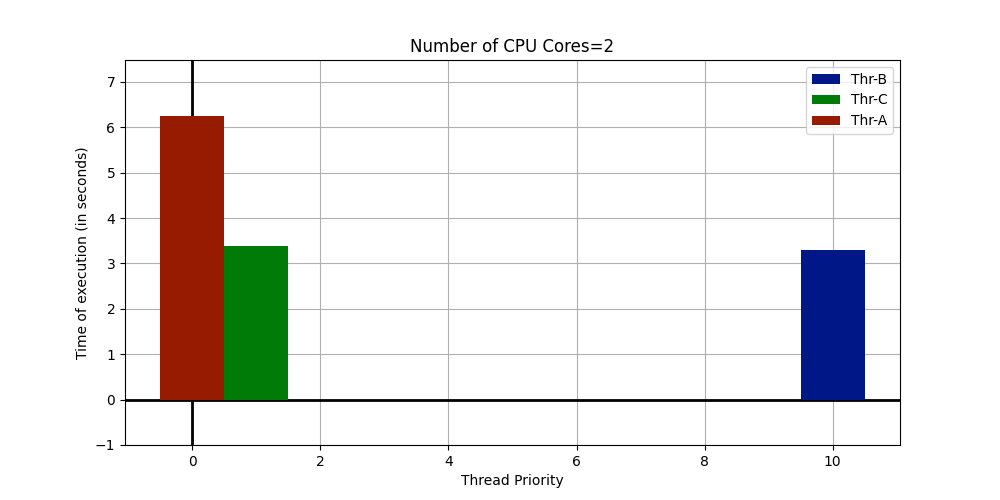 Number of CPU Cores=2
Thr-B
Thr-C
Thr-A
Time of execution (in seconds)
7
6
5
4
3
2
1
0
−1
0 2 4 6 8 10
Thread Priority